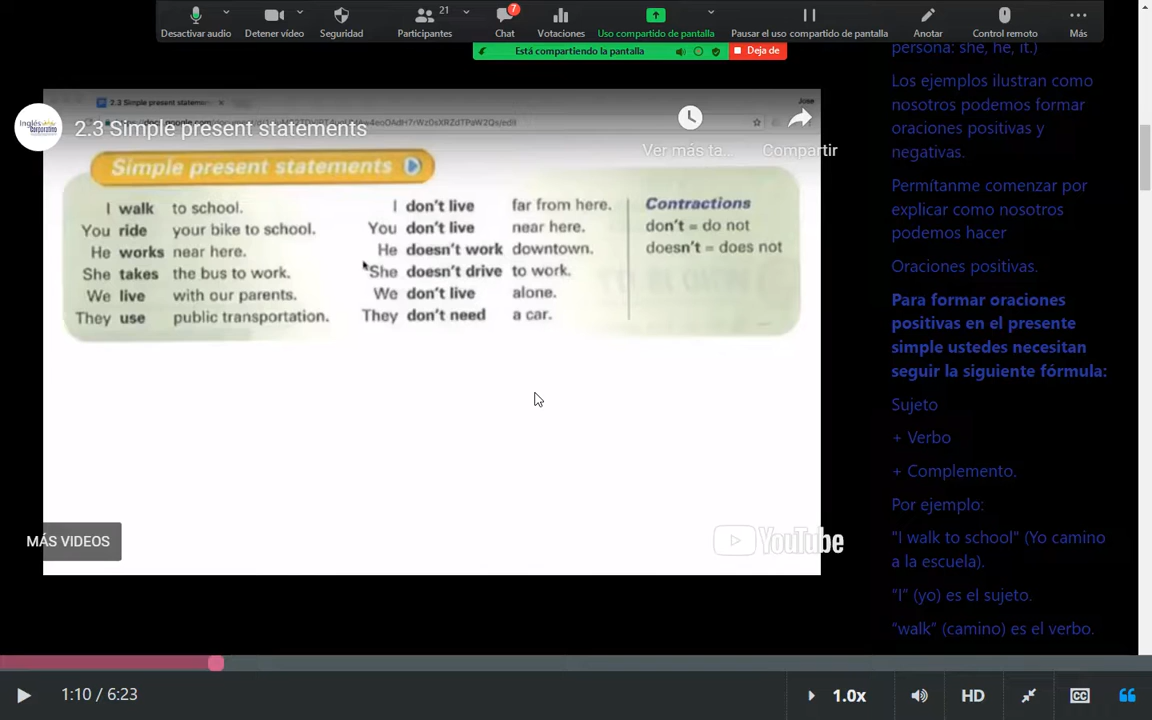 Desactivar audio
Detener video
Seguridad
21
Participantes
7
Chat
Votaciones
Uso compartido de pantalla
Pausar el uso compartido de pantalla
Anotar
Control remoto
Más
Está compartiendo la pantalla
Deja de
2.3 Simple present statemen
Jose
Inglés
Corporativo
2.3 Simple present statements
Ver más ta...
Compartir
Simple present statements
I walk to school.
You ride your bike to school.
He works near here.
She takes the bus to work.
We live with our parents.
They use public transportation.
I don't live far from here.
You don't live near here.
He doesn't work downtown.
She doesn't drive to work.
We don't live alone.
They don't need a car.
Contractions
don't = do not
doesn't = does not
MÁS VIDEOS
YouTube
persona: she, he, it.)
Los ejemplos ilustran como
nosotros podemos formar
oraciones positivas y
negativas.
Permítanme comenzar por
explicar como nosotros
podemos hacer
Oraciones positivas.
Para formar oraciones
positivas en el presente
simple ustedes necesitan
seguir la siguiente fórmula:
Sujeto
+ Verbo
+ Complemento.
Por ejemplo:
"I walk to school" (Yo camino
a la escuela).
"I" (yo) es el sujeto.
“walk” (camino) es el verbo.
1:10 / 6:23
1.0x
HD
CC